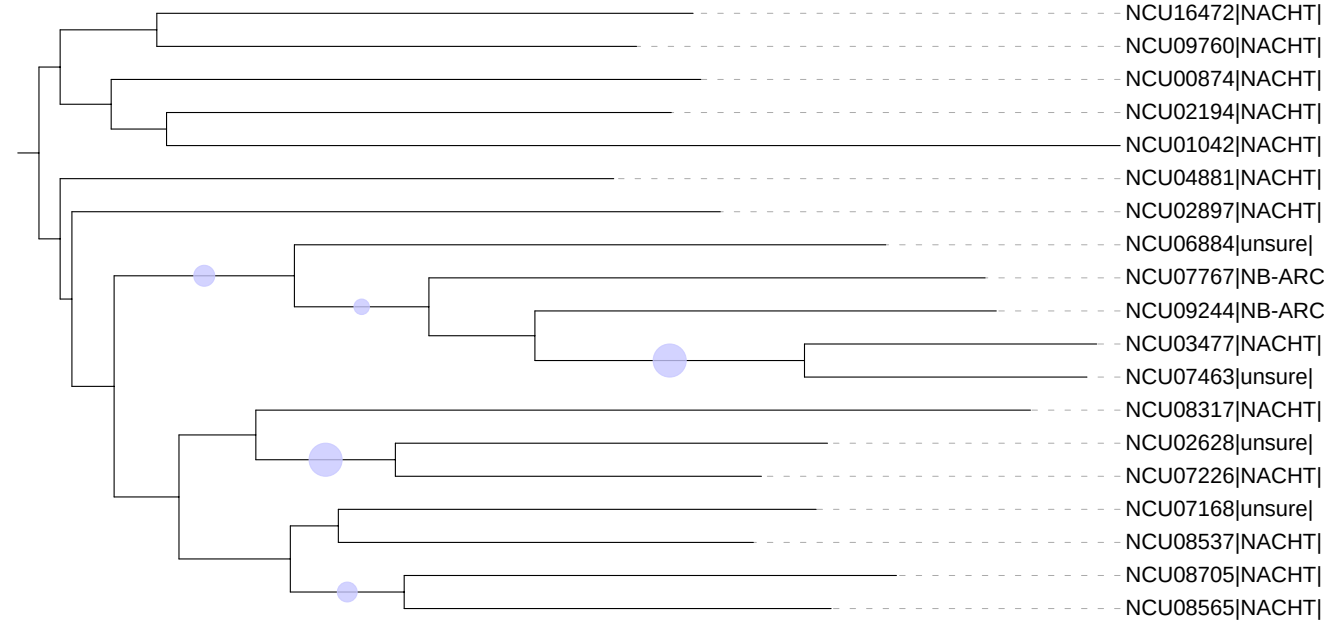 NCU16472|NACHT|
NCU09760|NACHT|
NCU00874|NACHT|
NCU02194|NACHT|
NCU01042|NACHT|
NCU04881|NACHT|
NCU02897|NACHT|
NCU06884|unsure|
NCU07767|NB-ARC
NCU09244|NB-ARC
NCU03477|NACHT|
NCU07463|unsure|
NCU08317|NACHT|
NCU02628|unsure|
NCU07226|NACHT|
NCU07168|unsure|
NCU08537|NACHT|
NCU08705|NACHT|
NCU08565|NACHT|